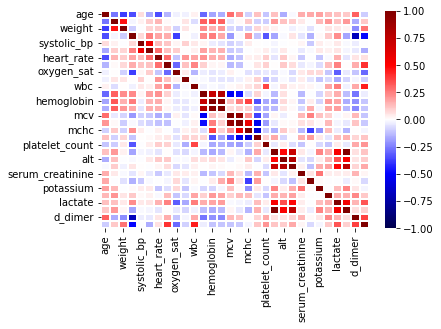 age
weight
systolic_bp
heart_rate
oxygen_sat
wbc
hemoglobin
mcv
mchc
platelet_count
alt
serum_creatinine
potassium
lactate
d_dimer
age
weight
systolic_bp
heart_rate
oxygen_sat
wbc
hemoglobin
mcv
mchc
platelet_count
alt
serum_creatinine
potassium
lactate
d_dimer
1.00
0.75
0.50
0.25
0.00
−0.25
−0.50
−0.75
−1.00